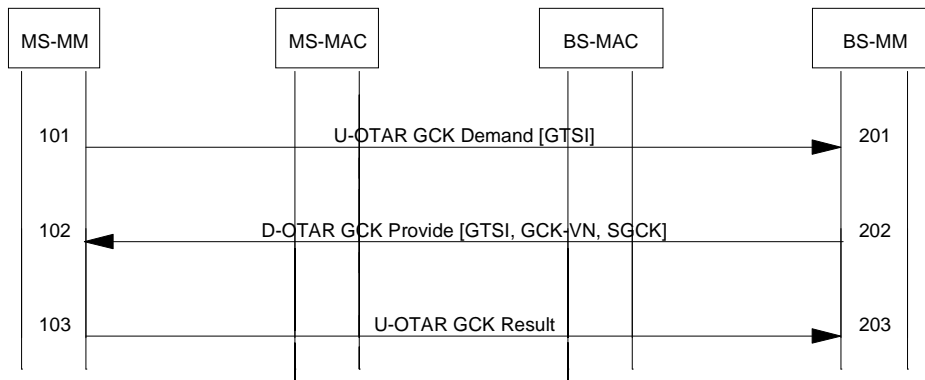 MS-MM MS-MAC BS-MAC BS-MM
101 U-OTAR GCK Demand [GTSI] 201
102 D-OTAR GCK Provide [GTSI, GCK-VN, SGCK] 202
103 U-OTAR GCK Result 203